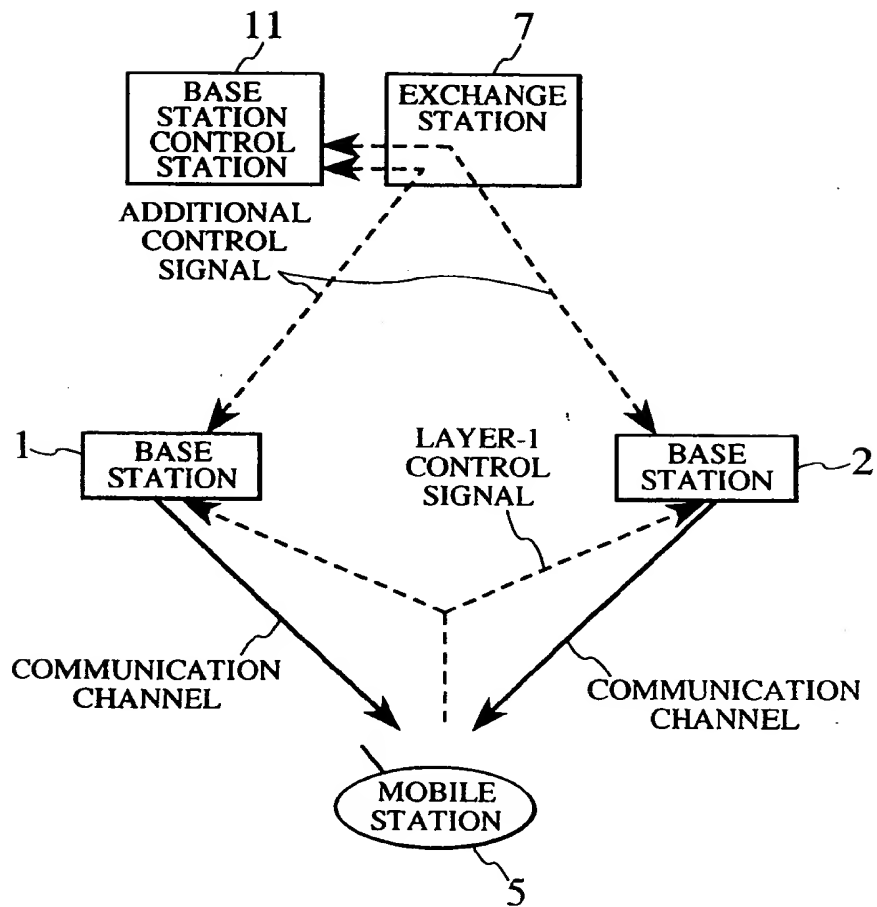 11
7
BASE
STATION
CONTROL
STATION
EXCHANGE
STATION
ADDITIONAL
CONTROL
SIGNAL
1
BASE
STATION
LAYER-1
CONTROL
SIGNAL
BASE
STATION
2
COMMUNICATION
CHANNEL
COMMUNICATION
CHANNEL
MOBILE
STATION
5